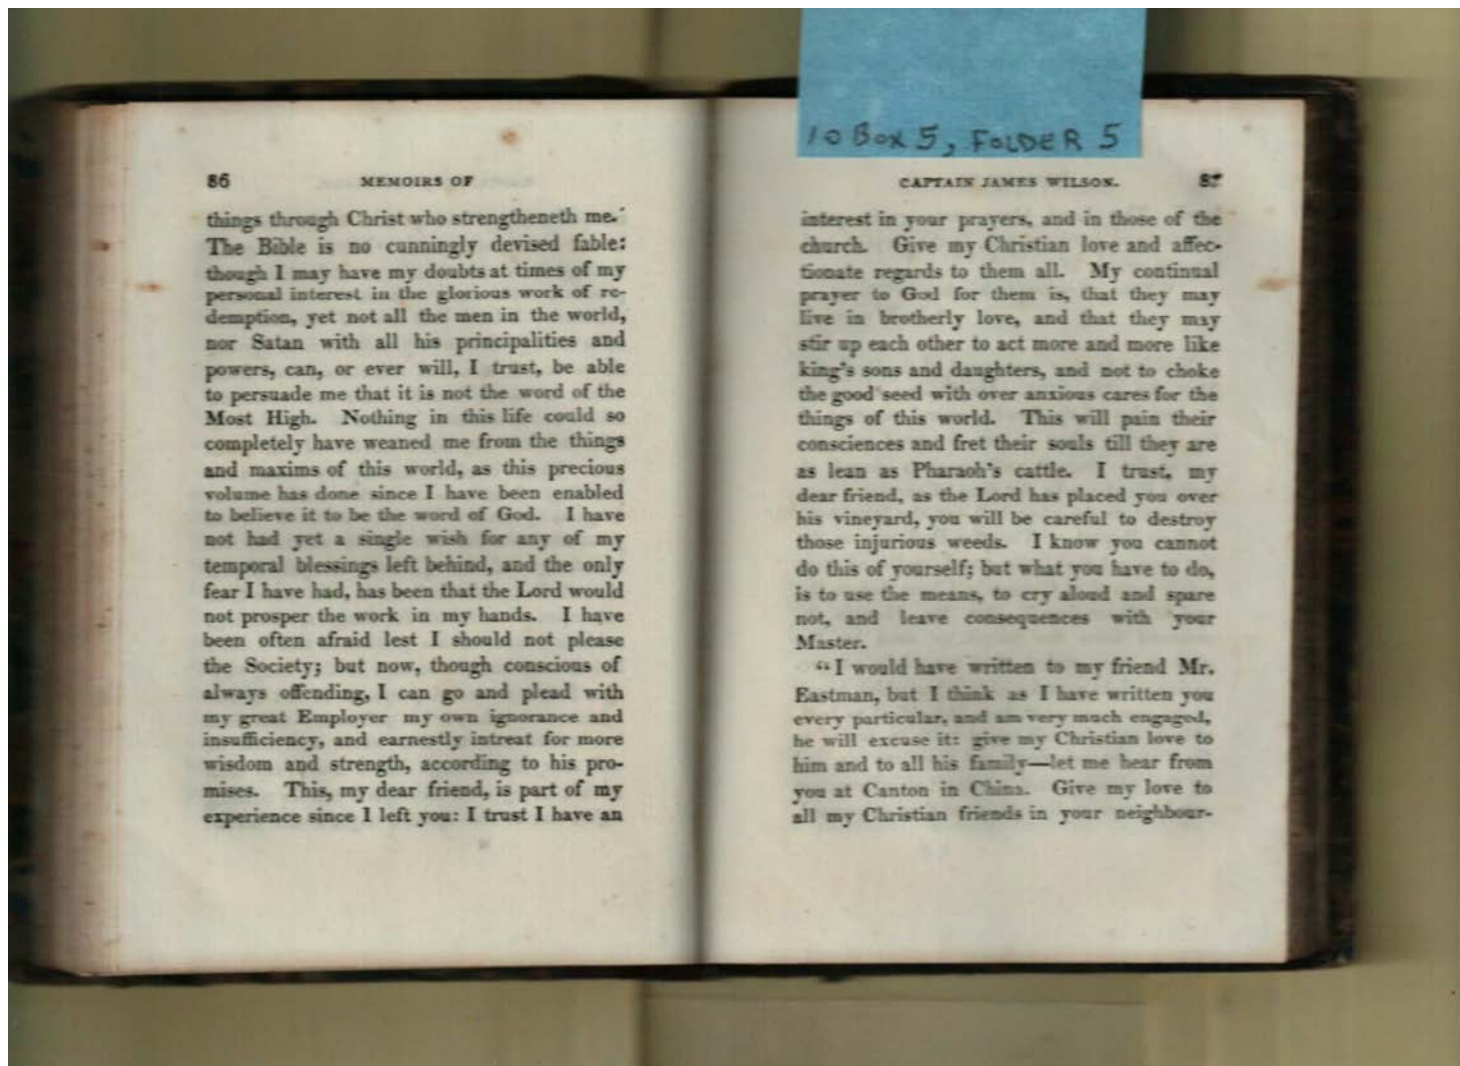 10 Box 5, FOLDER 5
86 MEMOIRS OF
things through Christ who strengtheneth me.'
The Bible is no cunningly devised fable:
though I may have my doubts at times of my
personal interest in the glorious work of re-
demption, yet not all the men in the world,
nor Satan with all his principalities and
powers, can, or ever will, I trust, be able
to persuade me that it is not the word of the
Most High. Nothing in this life could so
completely have weaned me from the things
and maxims of this world, as this precious
volume has done since I have been enabled
to believe it to be the word of God. I have
not had yet a single wish for any of my
temporal blessings left behind, and the only
fear I have had, has been that the Lord would
not prosper the work in my hands. I have
been often afraid lest I should not please
the Society; but now, though conscious of
always offending, I can go and plead with
my great Employer my own ignorance and
insufficiency, and earnestly intreat for more
wisdom and strength, according to his pro-
mises. This, my dear friend, is part of my
experience since I left you: I trust I have an
CAPTAIN JAMES WILSON. 87
interest in your prayers, and in those of the
church. Give my Christian love and affec-
tionate regards to them all. My continual
prayer to God for them is, that they may
live in brotherly love, and that they may
stir up each other to act more and more like
king's sons and daughters, and not to choke
the good seed with over anxious cares for the
things of this world. This will pain their
consciences and fret their souls till they are
as lean as Pharaoh's cattle. I trust, my
dear friend, as the Lord has placed you over
his vineyard, you will be careful to destroy
those injurious weeds. I know you cannot
do this of yourself; but what you have to do,
is to use the means, to cry aloud and spare
not, and leave consequences with your
Master.
"I would have written to my friend Mr.
Eastman, but I think as I have written you
every particular, and am very much engaged,
he will excuse it: give my Christian love to
him and to all his family—let me hear from
you at Canton in China. Give my love to
all my Christian friends in your neighbour-